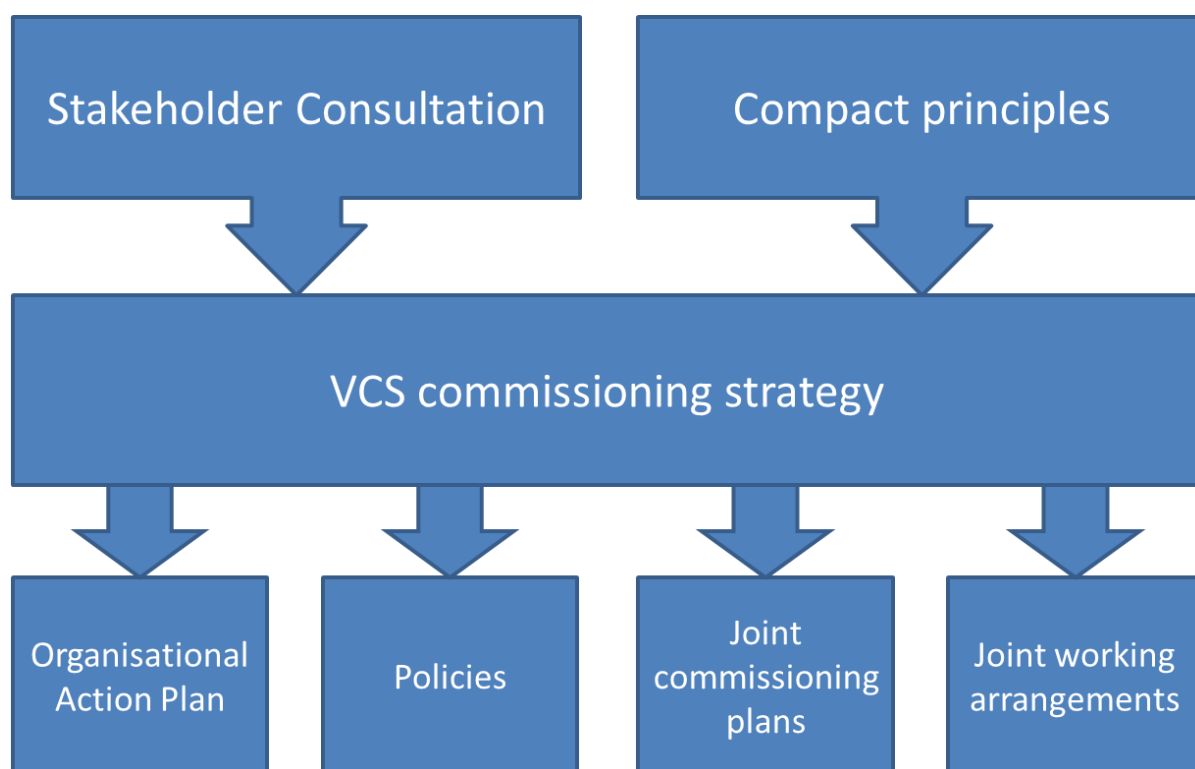 Stakeholder Consultation
Compact principles
VCS commissioning strategy
Organisational
Action Plan
Policies
Joint
commissioning
plans
Joint working
arrangements